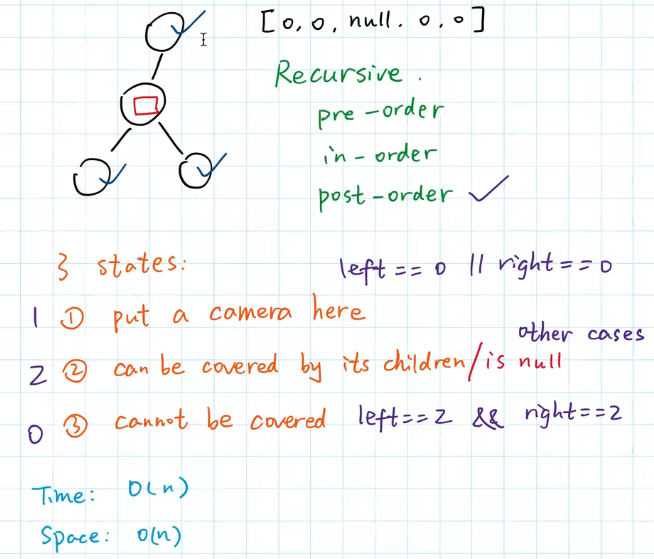 [0, 0, null. 0, 0]
Recursive.
pre-order
in-order
post-order
3 states:
left == 0 || right == 0
1 ① put a camera here
other cases
2 ② can be covered by its children/is null
0 ③ cannot be covered left==2 && right==2
Time: O(n)
Space: O(n)